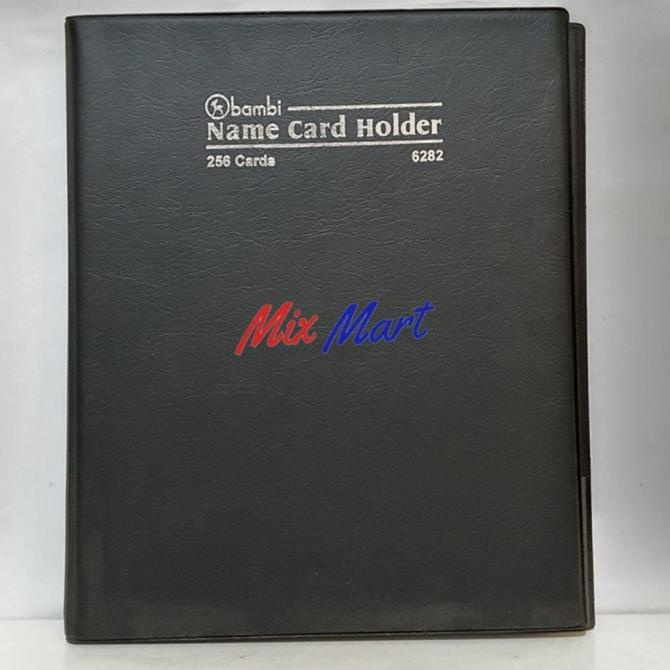 bambi
Name Card Holder
256 Cards 6282
Mix Mart